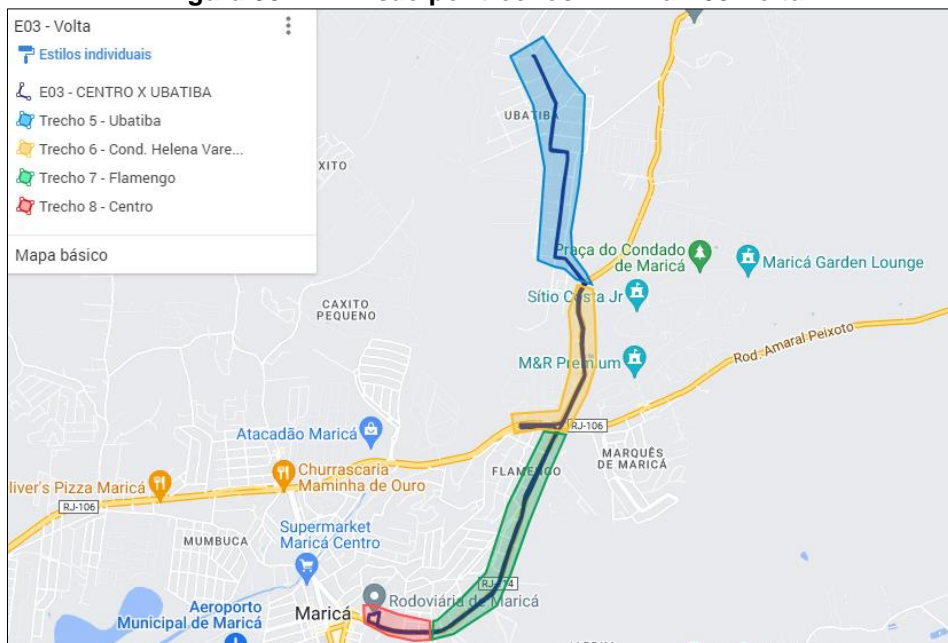 E03 - Volta
Estilos individuais
E03 - CENTRO X UBATIBA
Trecho 5 - Ubatiba
Trecho 6 - Cond. Helena Vare...
Trecho 7 - Flamengo
Trecho 8 - Centro
Mapa básico
UBATIBA
XITO
Praça do Condado
de Maricá
Maricá Garden Lounge
Sítio Costa Jr
CAXITO
PEQUENO
Rod. Amaral Peixoto
M&R Premium
RJ-106
Atacadão Maricá
MARQUÊS
DE MARICÁ
FLAMENGO
Churrascaria
Maminha de Ouro
liver's Pizza Maricá
RJ-106
MUMBUCA
Supermarket
Maricá Centro
RJ-114
Rodoviária de Maricá
Maricá
Aeroporto
Municipal de Maricá